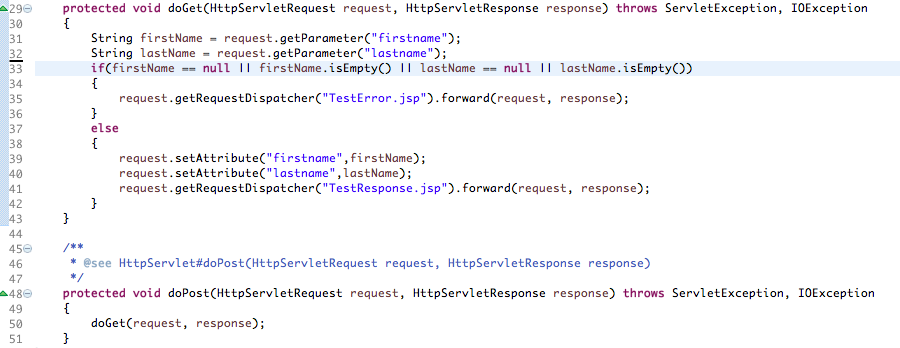 29 protected void doGet(HttpServletRequest request, HttpServletResponse response) throws ServletException, IOException
30 {
31 String firstName = request.getParameter("firstname");
32 String lastName = request.getParameter("lastname");
33 if(firstName == null || firstName.isEmpty() || lastName == null || lastName.isEmpty())
34 {
35 request.getRequestDispatcher("TestError.jsp").forward(request, response);
36 }
37 else
38 {
39 request.setAttribute("firstname",firstName);
40 request.setAttribute("lastname",lastName);
41 request.getRequestDispatcher("TestResponse.jsp").forward(request, response);
42 }
43 }
44
45 /**
46 * @see HttpServlet#doPost(HttpServletRequest request, HttpServletResponse response)
47 */
48 protected void doPost(HttpServletRequest request, HttpServletResponse response) throws ServletException, IOException
49 {
50 doGet(request, response);
51 }